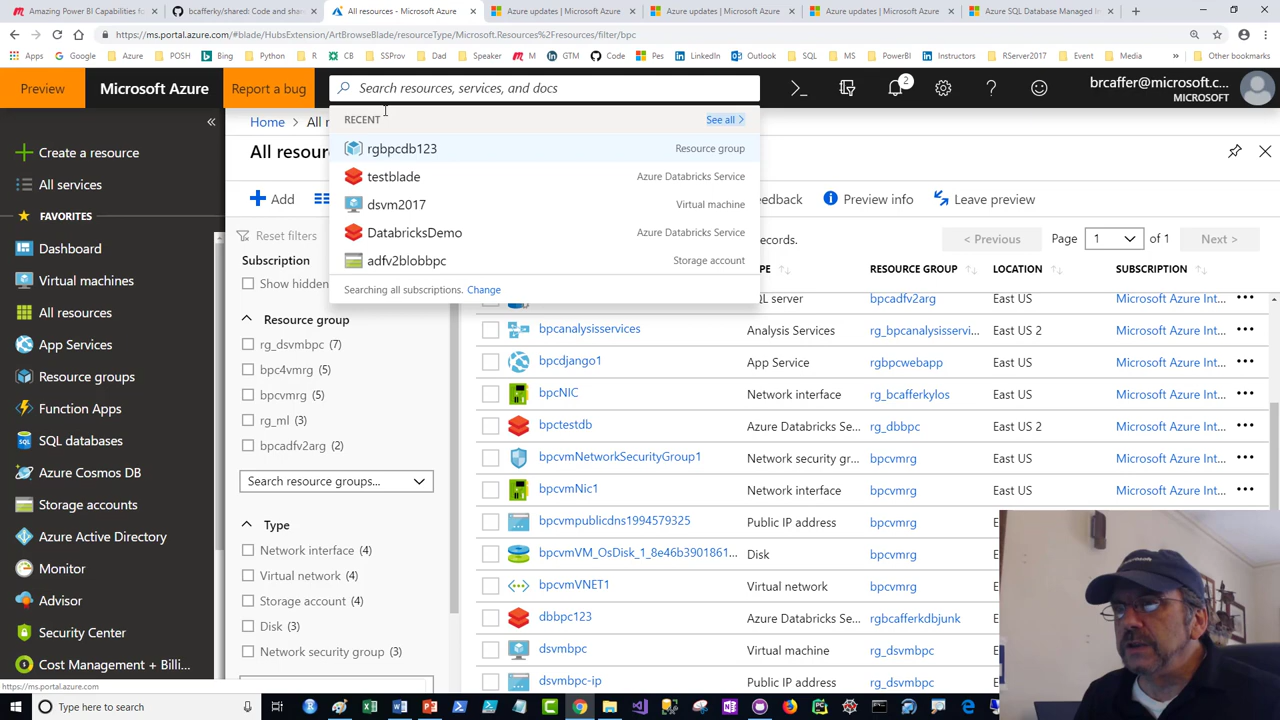 Amazing Power BI Capabilities for
bcafferky/shared: Code and share
All resources - Microsoft Azure
Azure updates | Microsoft Azure
Azure updates | Microsoft Azure
Azure updates | Microsoft Azure
Azure SQL Database Managed In
https://ms.portal.azure.com/#blade/HubsExtension/ArtBrowseBlade/resourceType/Microsoft.Resources%2Fresources/filter/bpc
Apps Google Azure POSH Bing Python R CC SSProv Dad Speaker M GTM Code Pes LinkedIn Outlook SQL MS PowerBI Instructors RServer2017 Event Media Other bookmarks
Preview Microsoft Azure Report a bug Search resources, services, and docs 2 brcaffer@microsoft.c...
MICROSOFT
RECENT See all >
rgbpcdb123 Resource group
testblade Azure Databricks Service
dsvm2017 Virtual machine
DatabricksDemo Azure Databricks Service
adfv2blobbpc Storage account
Searching all subscriptions. Change
Create a resource
All services
FAVORITES
Dashboard
Virtual machines
All resources
App Services
Resource groups
Function Apps
SQL databases
Azure Cosmos DB
Storage accounts
Azure Active Directory
Monitor
Advisor
Security Center
Cost Management + Billi...
https://ms.portal.azure.com
Home > All r
All resour
Add
eedback Preview info Leave preview
Reset filters
ecords. < Previous Page 1 of 1 Next >
Subscription
Show hidden
Resource group
rg_dsvmbpc (7)
bpc4vmrg (5)
bpcvmrg (5)
rg_ml (3)
bpcadfv2arg (2)
Search resource groups...
Type
Network interface (4)
Virtual network (4)
Storage account (4)
Disk (3)
Network security group (3)
YPE RESOURCE GROUP LOCATION SUBSCRIPTION
QL server bpcadfv2arg East US Microsoft Azure Int...
bpcanalysisservices Analysis Services rg_bpcanalysisservi... East US 2 Microsoft Azure Int...
bpcdjango1 App Service rgbpcwebapp East US Microsoft Azure Int...
bpcNIC Network interface rg_bcafferkylos East US Microsoft Azure Int...
bpctestdb Azure Databricks Se... rg_dbbpc East US 2 Microsoft Azure Int...
bpcvmNetworkSecurityGroup1 Network security gr... bpcvmrg East US Microsoft Azure Int...
bpcvmNic1 Network interface bpcvmrg East US Microsoft Azure Int...
bpcvmpublicdns1994579325 Public IP address bpcvmrg
bpcvmVM_OsDisk_1_8e46b3901861... Disk bpcvmrg
bpcvmVNET1 Virtual network bpcvmrg
dbbpc123 Azure Databricks Se... rgbcafferkdbjunk
dsvmbpc Virtual machine rg_dsvmbpc
dsvmbpc-ip Public IP address rg_dsvmbpc
Type here to search